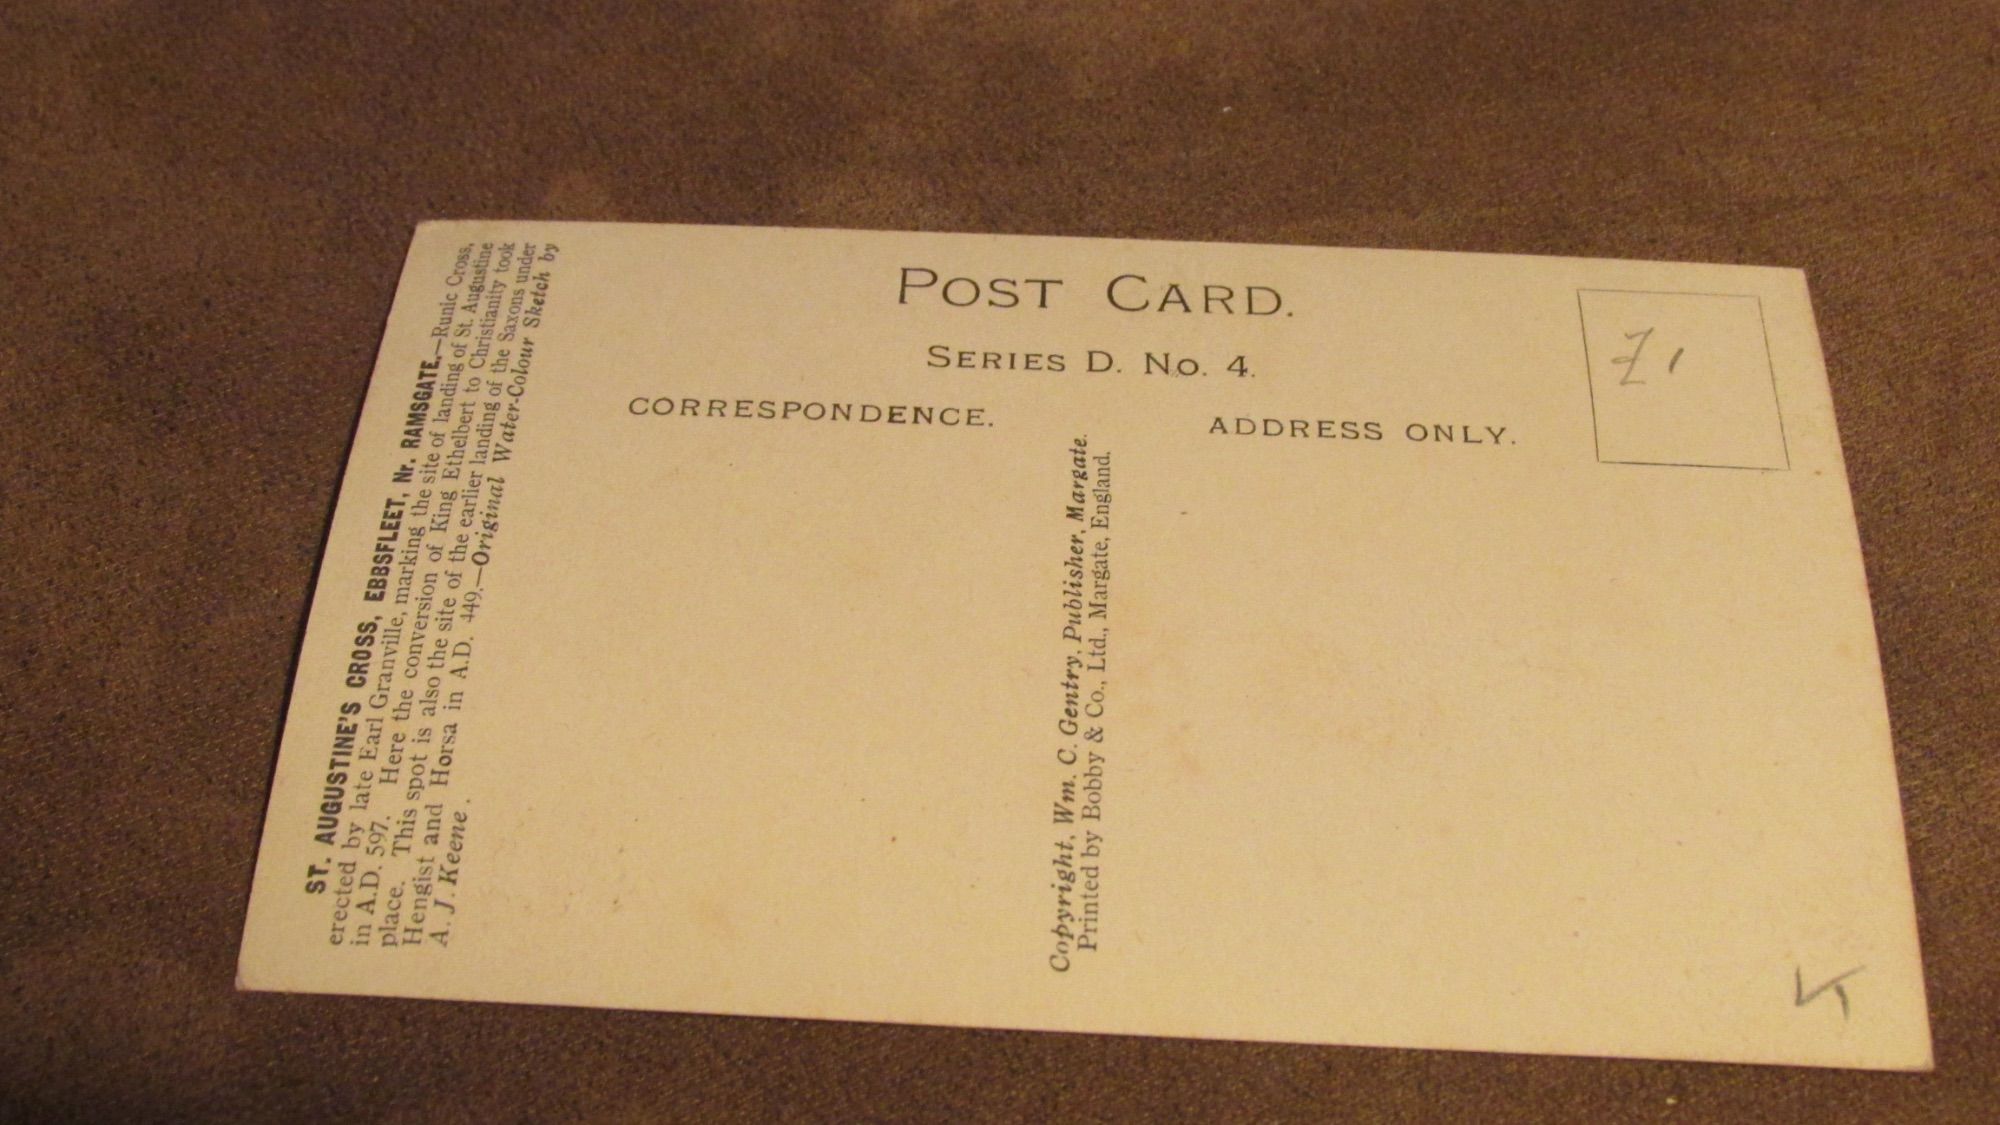 POST CARD.
SERIES D. No. 4.
CORRESPONDENCE.
ADDRESS ONLY.
£1
ST. AUGUSTINE'S CROSS, EBBSFLEET, Nr. RAMSGATE.—Runic Cross,
erected by late Earl Granville, marking the site of landing of St. Augustine
in A.D. 597. Here the conversion of King Ethelbert to Christianity took
place. This spot is also the site of the earlier landing of the Saxons under
Hengist and Horsa in A.D. 449.—Original Water-Colour Sketch by
A. J. Keene.
Copyright, Wm. C. Gentry, Publisher, Margate.
Printed by Bobby & Co., Ltd., Margate, England.